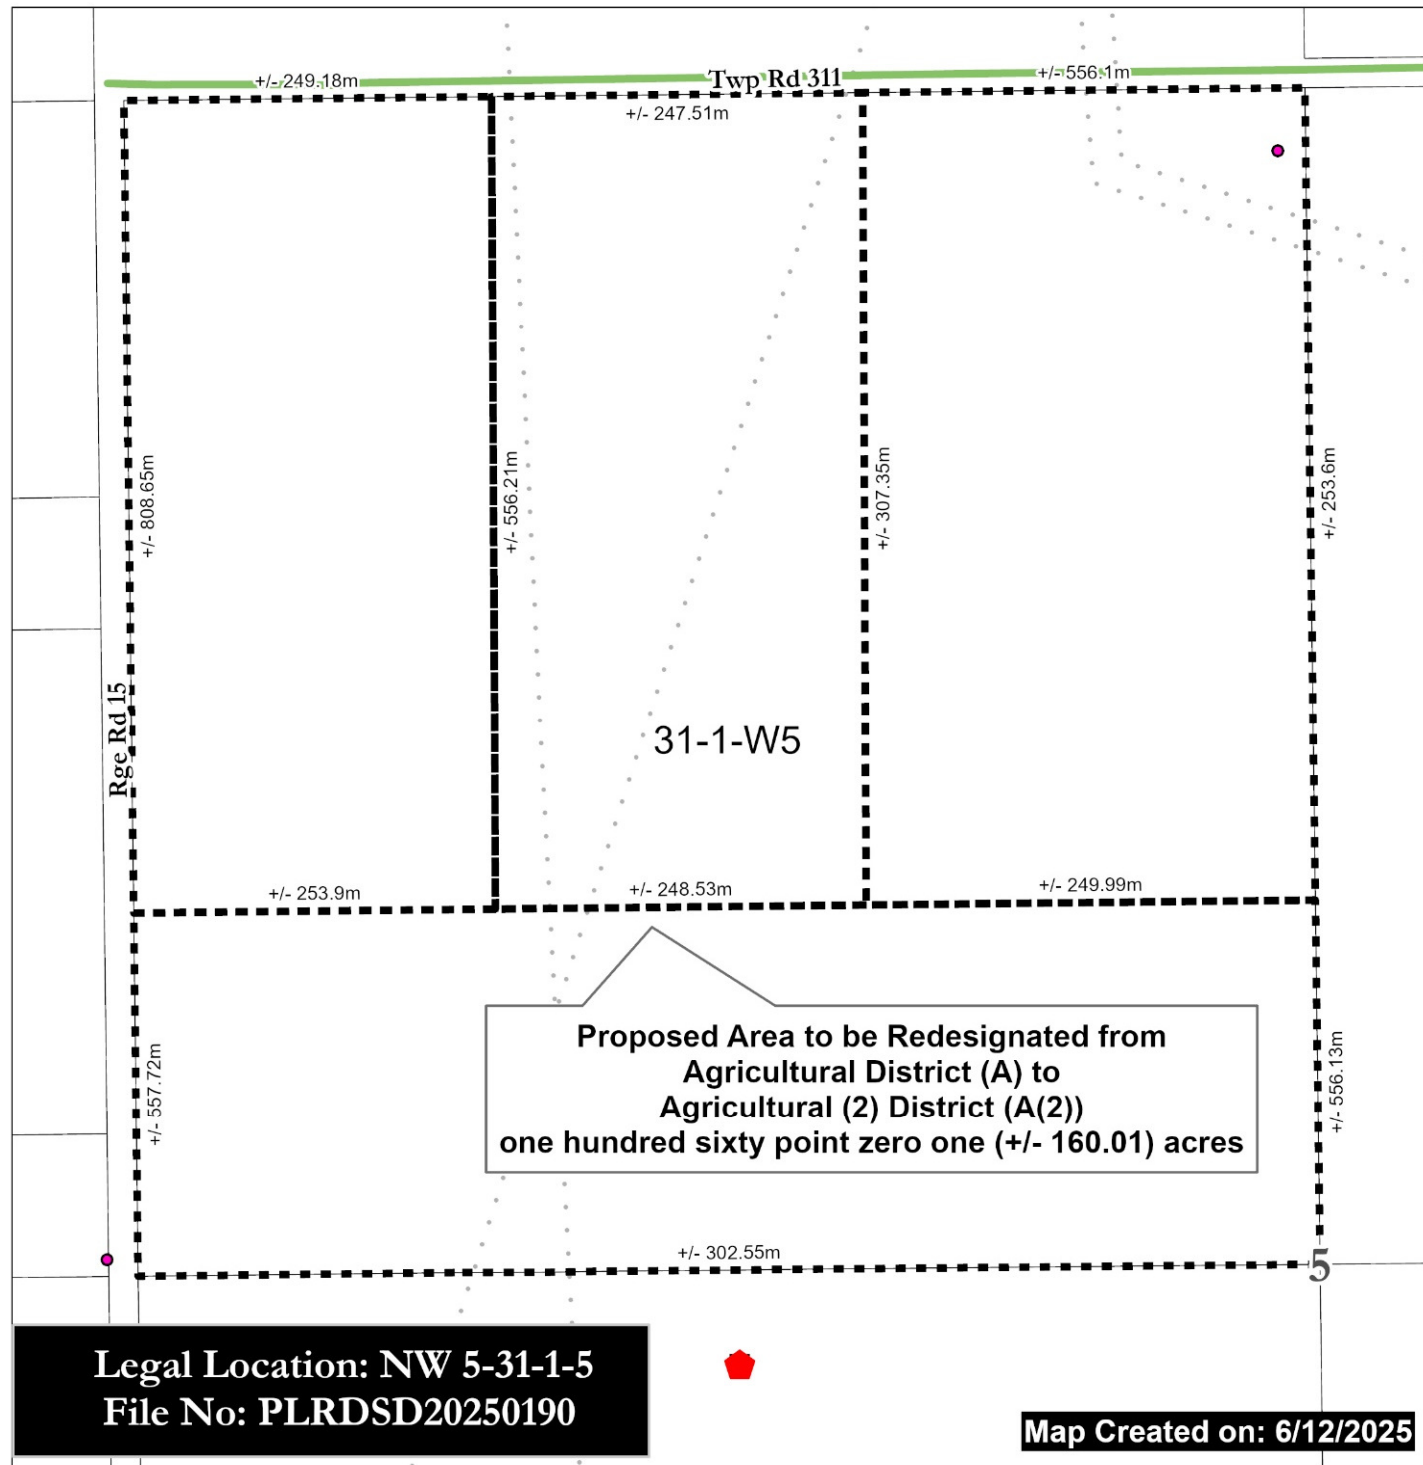 +/- 249.18m
Twp Rd 311
+/- 556.1m
+/- 247.51m
+/- 808.65m
+/- 556.21m
+/- 307.35m
+/- 253.6m
Rge Rd 15
31-1-W5
+/- 253.9m
+/- 248.53m
+/- 249.99m
Proposed Area to be Redesignated from
Agricultural District (A) to
Agricultural (2) District (A(2))
one hundred sixty point zero one (+/- 160.01) acres
+/- 557.72m
+/- 556.13m
+/- 302.55m
5
Legal Location: NW 5-31-1-5
File No: PLRDSD20250190
Map Created on: 6/12/2025